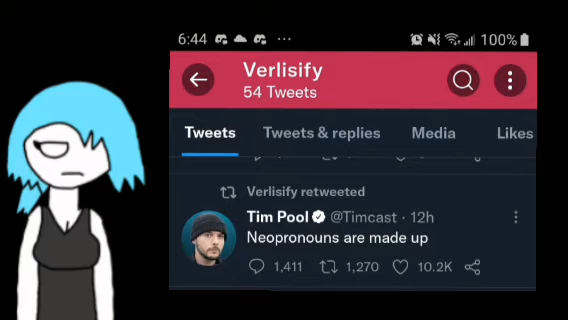 6:44 ... 100%
Verlisify
54 Tweets
Tweets Tweets & replies Media Likes
Verlisify retweeted
Tim Pool @Timcast · 12h
Neopronouns are made up
1,411 1,270 10.2K